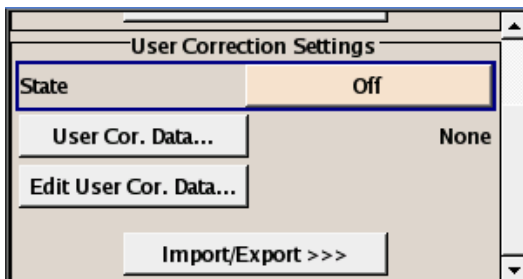 User Correction Settings
State Off
User Cor. Data... None
Edit User Cor. Data...
Import/Export >>>